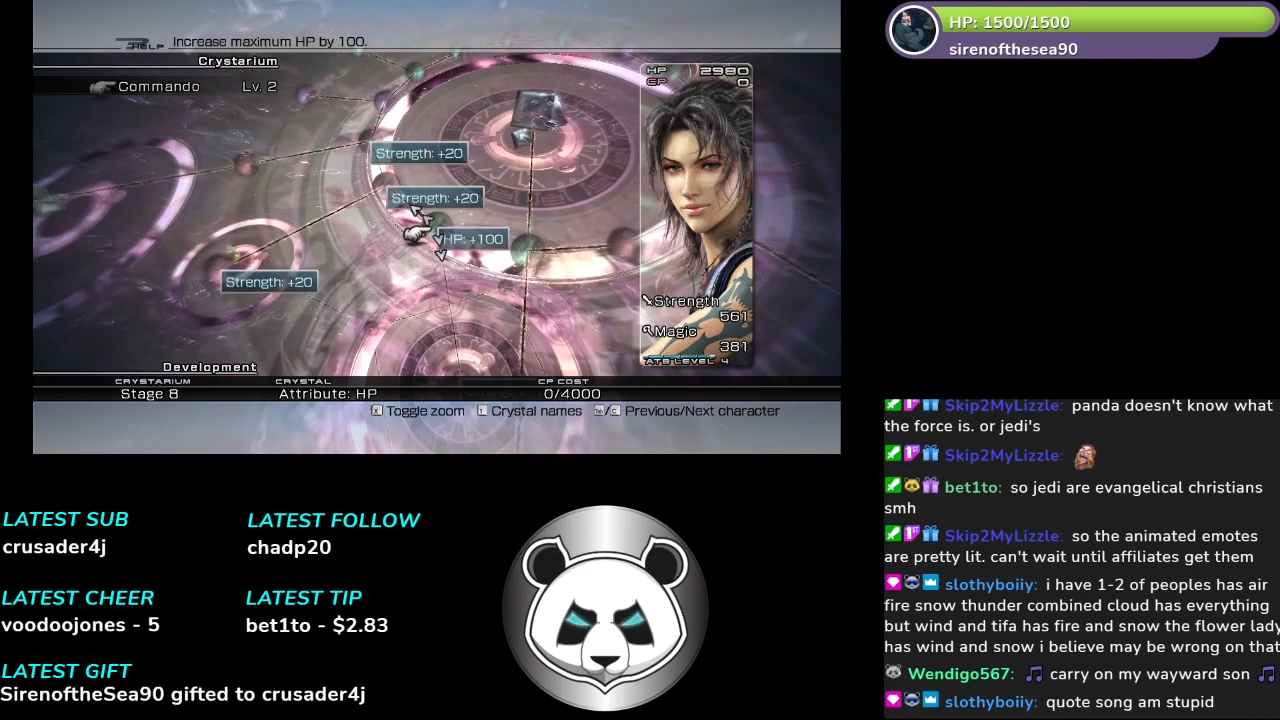 HELP Increase maximum HP by 100.
Crystarium
Commando Lv. 2
HP 2980
CP 0
Strength: +20
Strength: +20
HP: +100
Strength: +20
Strength
561
Magic
381
ATB LEVEL 4
Development
CRYSTARIUM CRYSTAL CP COST
Stage 8 Attribute: HP 0/4000
Toggle zoom Crystal names Previous/Next character
HP: 1500/1500
sirenofthesea90
LATEST SUB
crusader4j
LATEST FOLLOW
chadp20
LATEST CHEER
voodoojones - 5
LATEST TIP
bet1to - $2.83
LATEST GIFT
SirenoftheSea90 gifted to crusader4j
Skip2MyLizzle: panda doesn't know what
the force is. or jedi's
Skip2MyLizzle:
bet1to: so jedi are evangelical christians
smh
Skip2MyLizzle: so the animated emotes
are pretty lit. can't wait until affiliates get them
slothyboiiy: i have 1-2 of peoples has air
fire snow thunder combined cloud has everything
but wind and tifa has fire and snow the flower lady
has wind and snow i believe may be wrong on that
Wendigo567: 🎵 carry on my wayward son 🎵
slothyboiiy: quote song am stupid